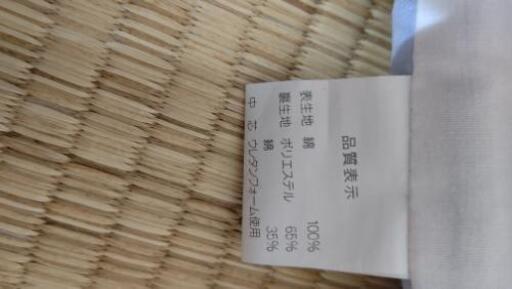 品質表示
表生地 綿 100%
裏生地 ポリエステル 65%
綿 35%
中 芯 ウレタンフォーム使用